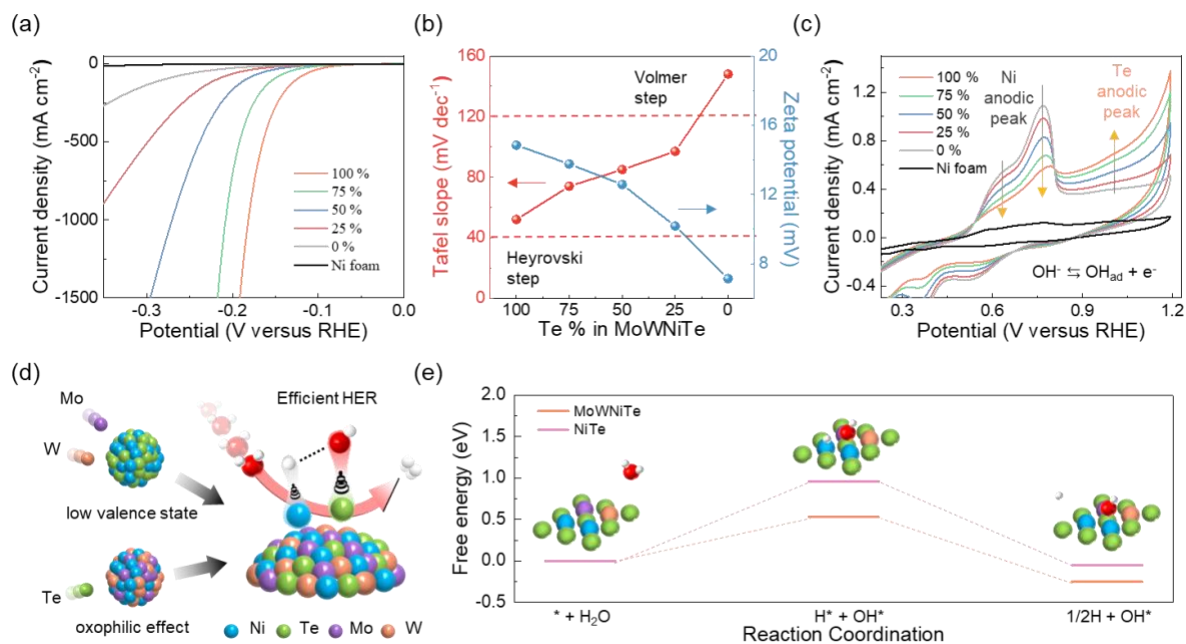 (a)
0
-500
-1000
-1500
-0.3
-0.2
-0.1
0.0
Current density (mA cm⁻²)
Potential (V versus RHE)
100 %
75 %
50 %
25 %
0 %
Ni foam
(b)
160
120
80
40
0
20
16
12
8
Tafel slope (mV dec⁻¹)
Zeta potential (mV)
Volmer
step
Heyrovski
step
100
75
50
25
0
Te % in MoWNiTe
(c)
1.2
0.8
0.4
0.0
-0.4
Current density (mA cm⁻²)
100 %
75 %
50 %
25 %
0 %
Ni foam
Ni
anodic
peak
Te
anodic
peak
OH⁻ ⇆ OHad + e⁻
0.3
0.6
0.9
1.2
Potential (V versus RHE)
(d)
Mo
W
low valence state
Te
oxophilic effect
Efficient HER
Ni
Te
Mo
W
(e)
2.0
1.5
1.0
0.5
0.0
-0.5
Free energy (eV)
MoWNiTe
NiTe
* + H₂O
H* + OH*
1/2H + OH*
Reaction Coordination